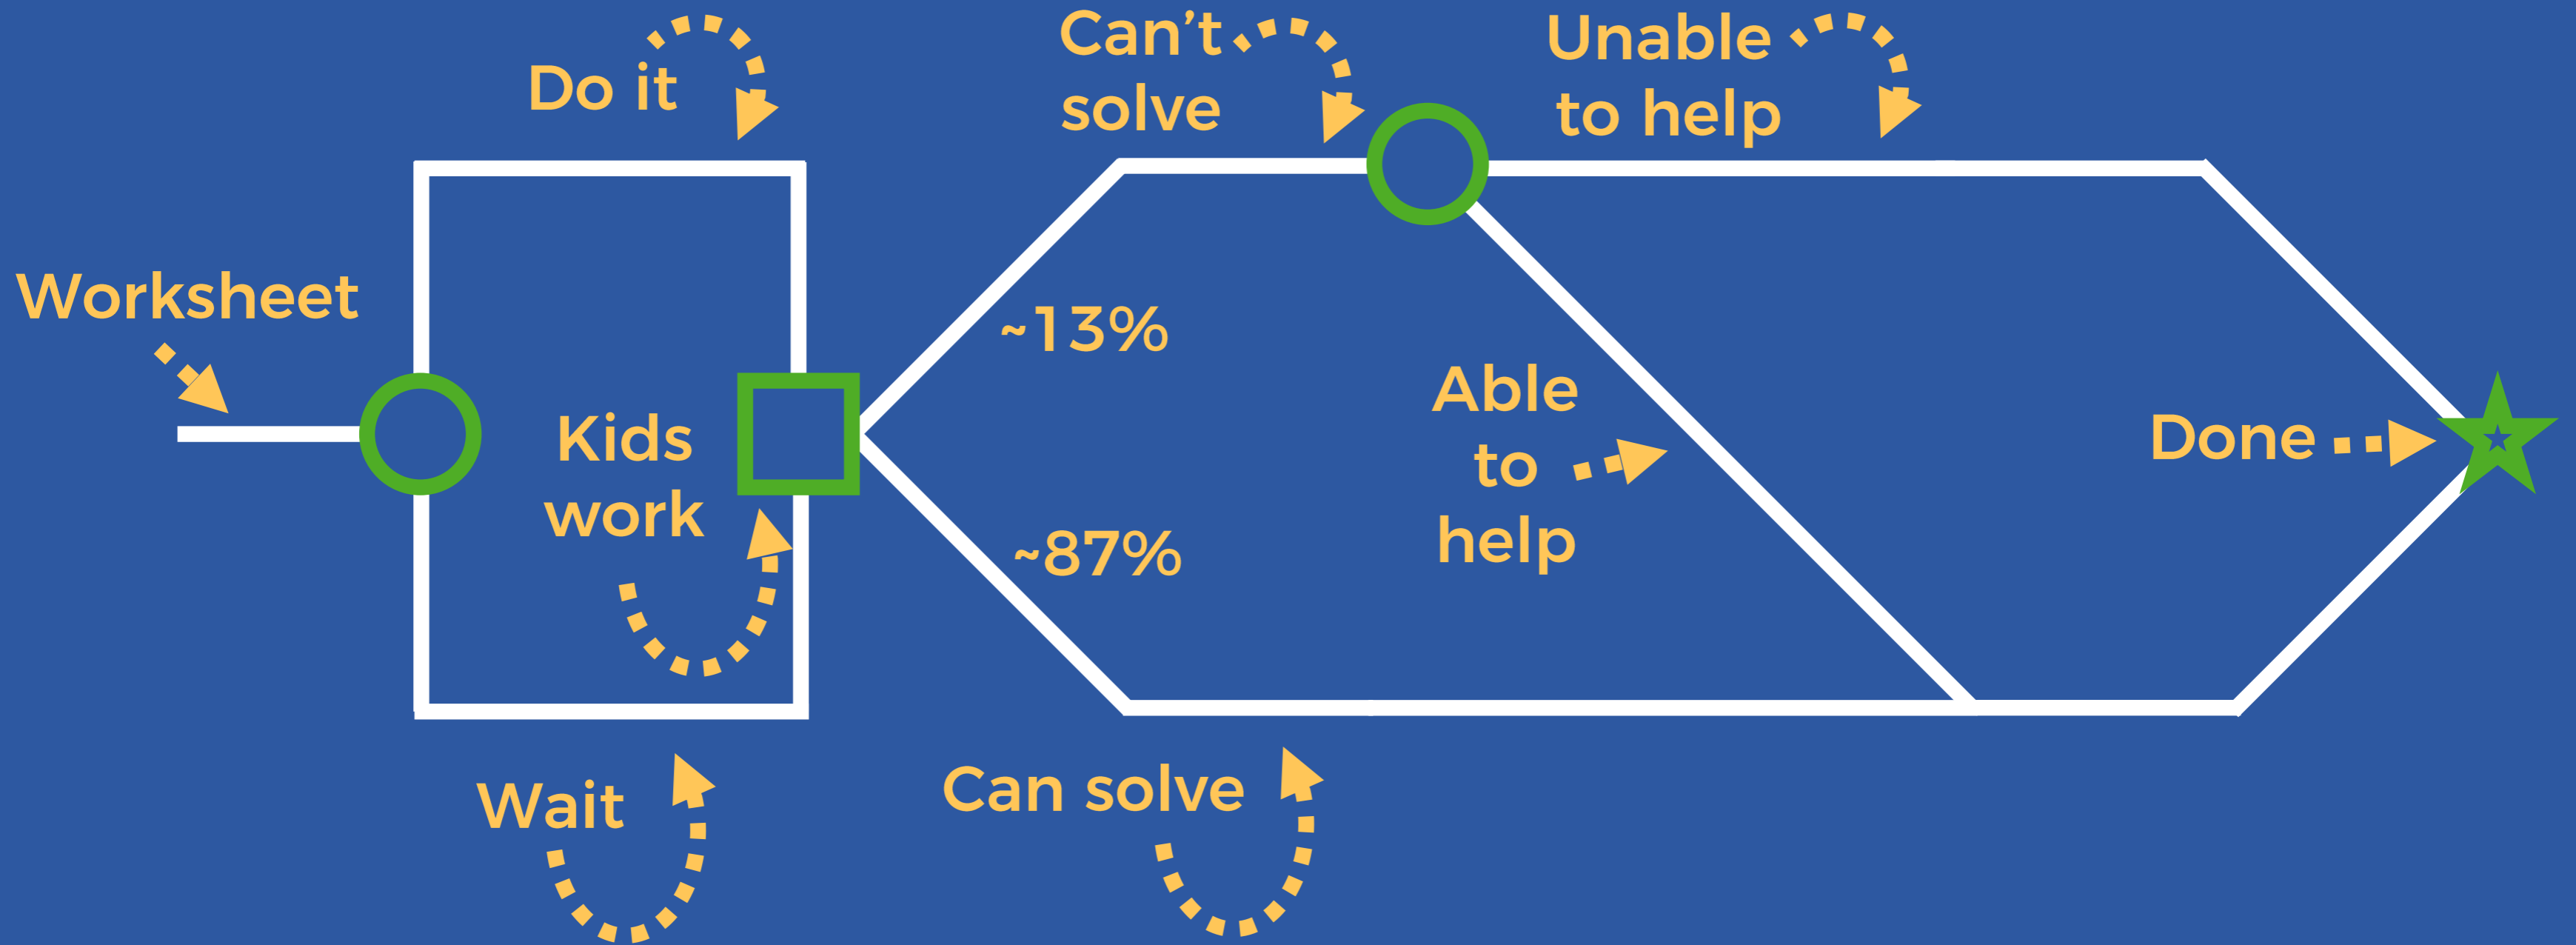 Worksheet
Do it
Kids
work
Wait
Can't
solve
~13%
~87%
Can solve
Unable
to help
Able
to
help
Done